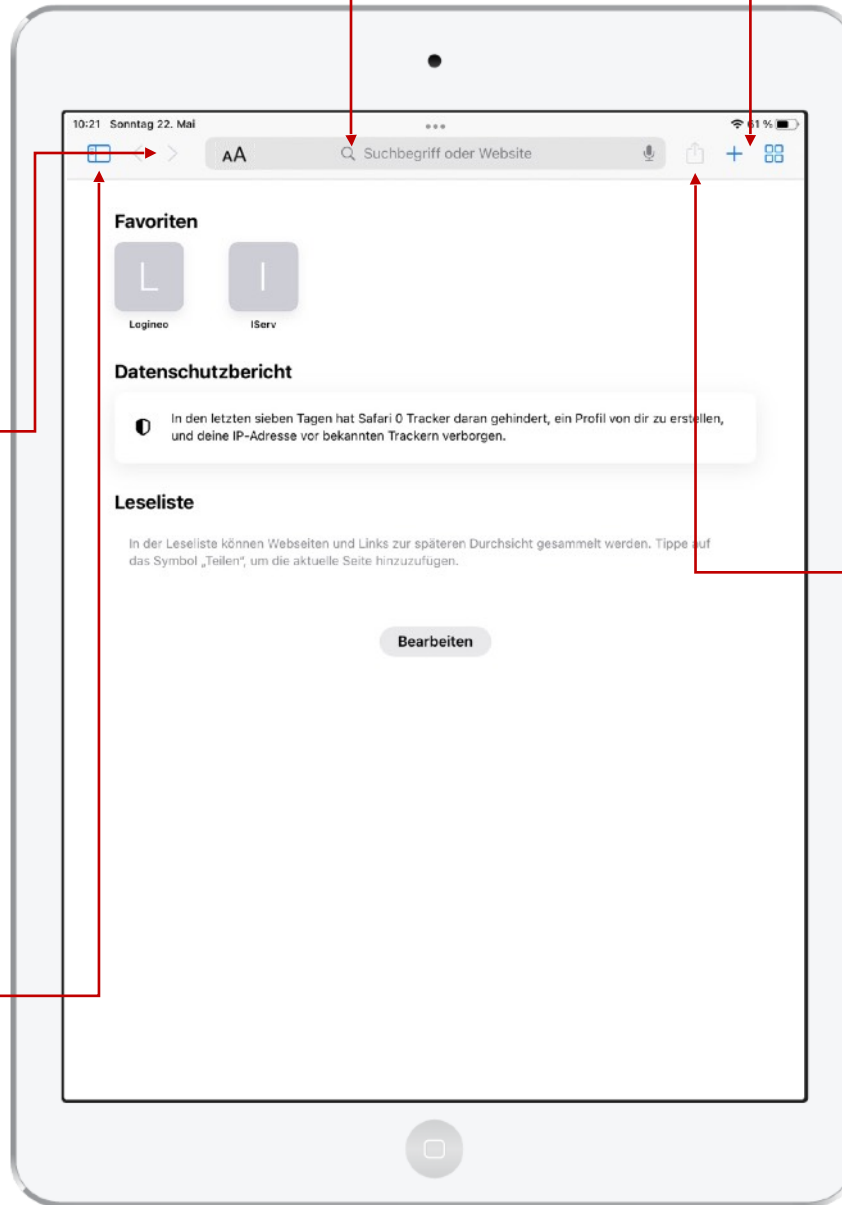 10:21 Sonntag 22. Mai
61 %
AA
Suchbegriff oder Website
Favoriten
L
I
Logineo
IServ
Datenschutzbericht
In den letzten sieben Tagen hat Safari 0 Tracker daran gehindert, ein Profil von dir zu erstellen,
und deine IP-Adresse vor bekannten Trackern verborgen.
Leseliste
In der Leseliste können Webseiten und Links zur späteren Durchsicht gesammelt werden. Tippe auf
das Symbol „Teilen“, um die aktuelle Seite hinzuzufügen.
Bearbeiten